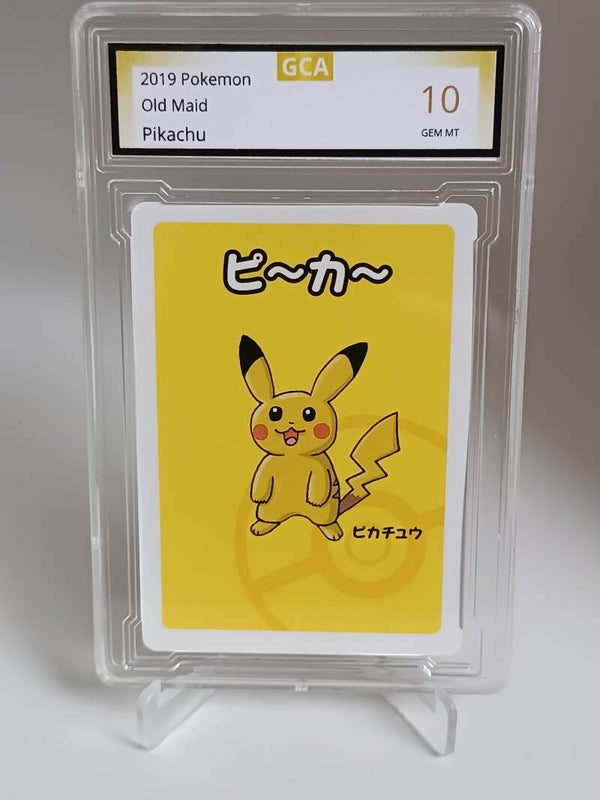 GCA
2019 Pokemon
Old Maid
Pikachu
10
GEM MT
ピ～カ～
ピカチュウ